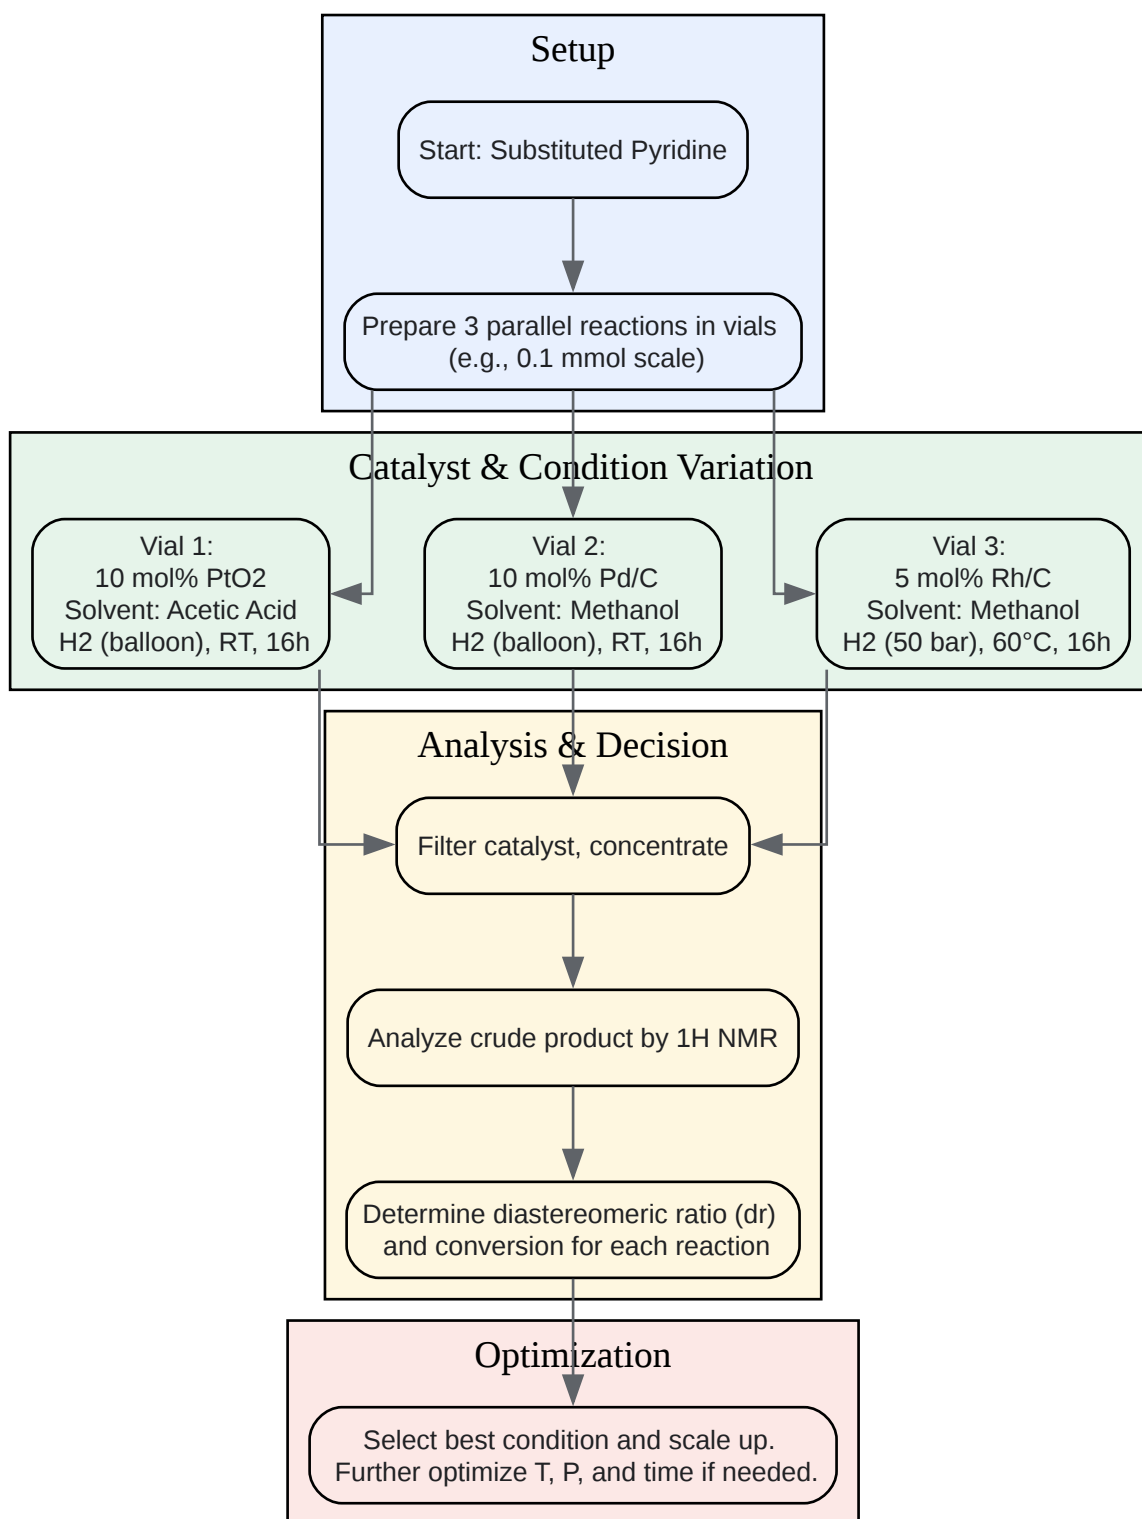 Setup
Start: Substituted Pyridine
Prepare 3 parallel reactions in vials
(e.g., 0.1 mmol scale)
Catalyst & Condition Variation
Vial 1:
10 mol% PtO2
Solvent: Acetic Acid
H2 (balloon), RT, 16h
Vial 2:
10 mol% Pd/C
Solvent: Methanol
H2 (balloon), RT, 16h
Vial 3:
5 mol% Rh/C
Solvent: Methanol
H2 (50 bar), 60°C, 16h
Analysis & Decision
Filter catalyst, concentrate
Analyze crude product by 1H NMR
Determine diastereomeric ratio (dr)
and conversion for each reaction
Optimization
Select best condition and scale up.
Further optimize T, P, and time if needed.